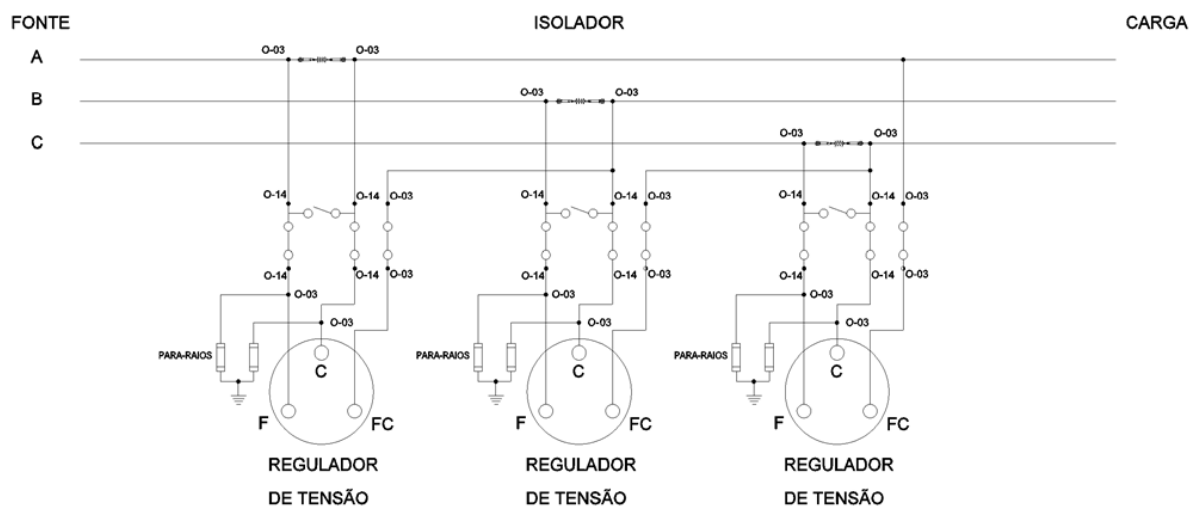 FONTE ISOLADOR CARGA
A O-03 O-03
B O-03 O-03
C O-03 O-03
O-14 O-14 O-03 O-14 O-14 O-03 O-14 O-14 O-03
O-14 O-14 O-03 O-14 O-14 O-03 O-14 O-14 O-03
O-03 O-03 O-03
O-03 O-03 O-03
PARA-RAIOS PARA-RAIOS PARA-RAIOS
C C C
F FC F FC F FC
REGULADOR REGULADOR REGULADOR
DE TENSÃO DE TENSÃO DE TENSÃO